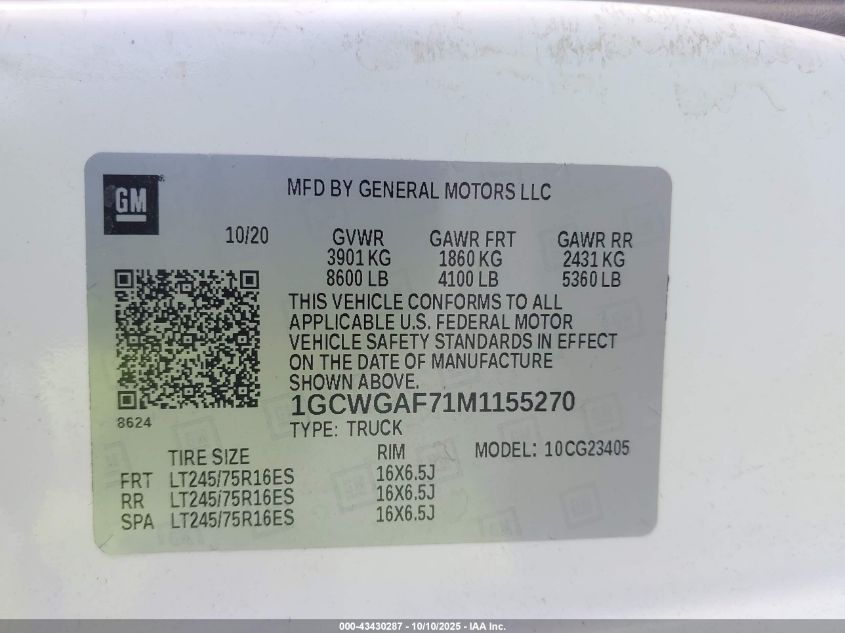 GM
MFD BY GENERAL MOTORS LLC
10/20 GVWR GAWR FRT GAWR RR
3901 KG 1860 KG 2431 KG
8600 LB 4100 LB 5360 LB
THIS VEHICLE CONFORMS TO ALL
APPLICABLE U.S. FEDERAL MOTOR
VEHICLE SAFETY STANDARDS IN EFFECT
ON THE DATE OF MANUFACTURE
SHOWN ABOVE.
1GCWGAF71M1155270
8624
TYPE: TRUCK
TIRE SIZE RIM MODEL: 10CG23405
FRT LT245/75R16ES 16X6.5J
RR LT245/75R16ES 16X6.5J
SPA LT245/75R16ES 16X6.5J
000-43430287 - 10/10/2025 - IAA Inc.